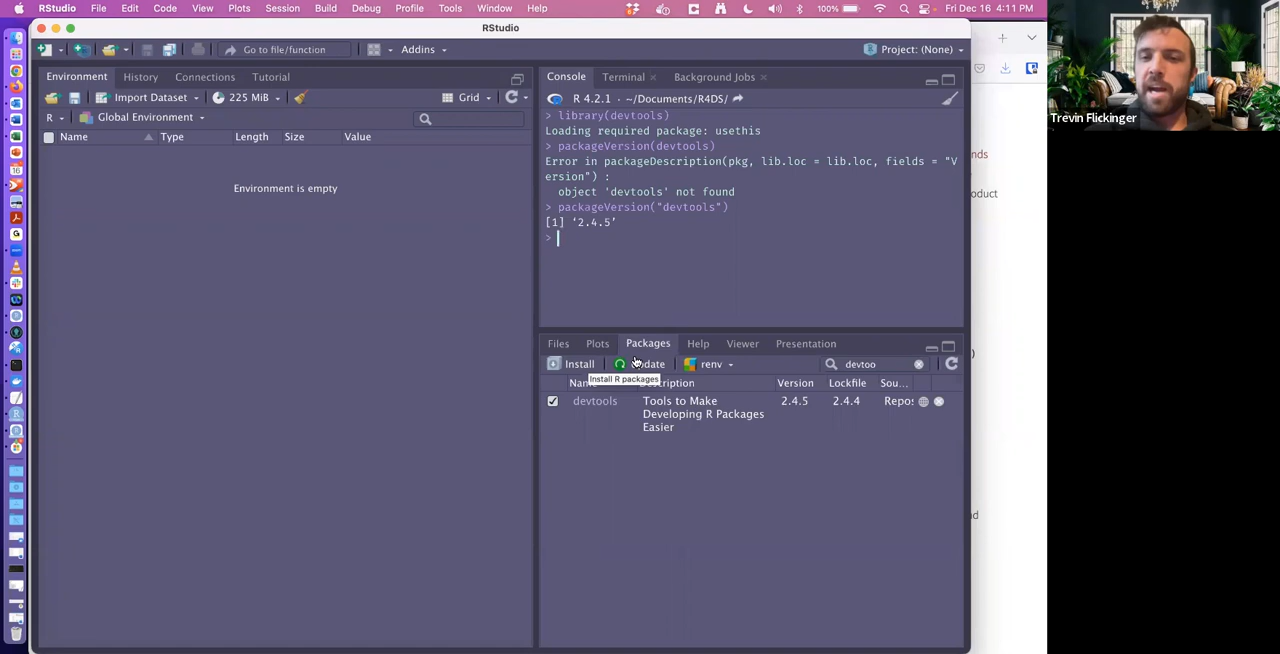 RStudio File Edit Code View Plots Session Build Debug Profile Tools Window Help 100% Fri Dec 16 4:11 PM
RStudio
Go to file/function Addins Project: (None)
Environment History Connections Tutorial
Import Dataset 225 MiB Grid
R Global Environment
Name Type Length Size Value
Environment is empty
Console Terminal Background Jobs
R 4.2.1 · ~/Documents/R4DS/
> library(devtools)
Loading required package: usethis
> packageVersion(devtools)
Error in packageDescription(pkg, lib.loc = lib.loc, fields = "V
ersion") :
object 'devtools' not found
> packageVersion("devtools")
[1] ‘2.4.5’
>
Files Plots Packages Help Viewer Presentation
Install renv devtoo
Install R packages
Version Lockfile Sou...
devtools Tools to Make 2.4.5 2.4.4 Repos
Developing R Packages
Easier
Trevin Flickinger